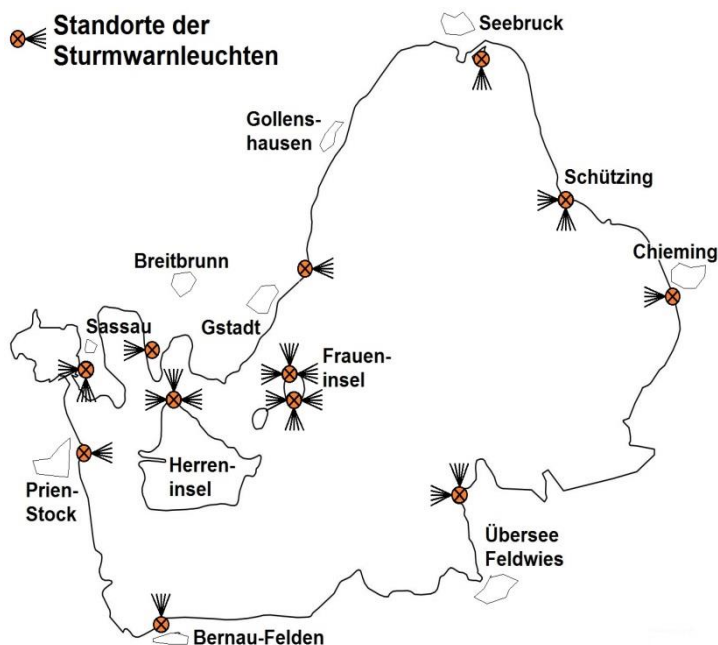 Standorte der
Sturmwarnleuchten
Seebruck
Gollens-
hausen
Schützing
Breitbrunn
Chieming
Sassau
Gstadt
Frauen-
insel
Herren-
insel
Prien-
Stock
Übersee
Feldwies
Bernau-Felden